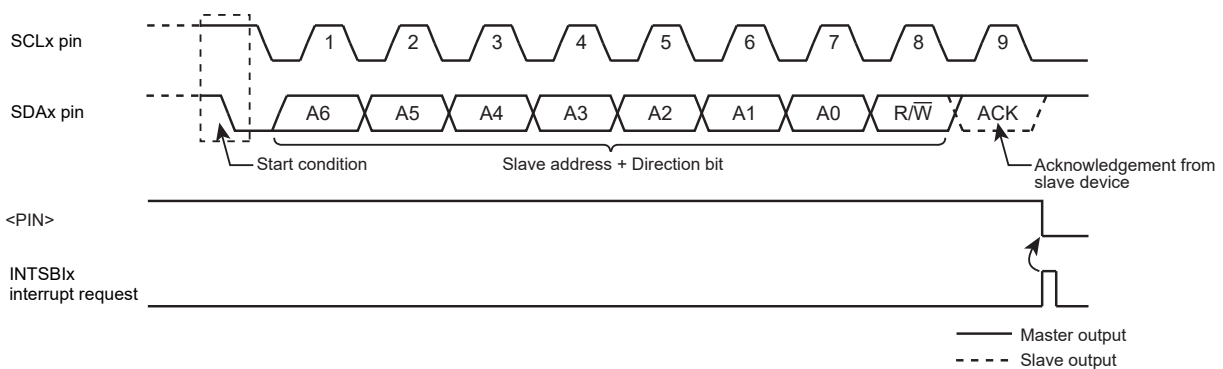 SCLx pin
1 2 3 4 5 6 7 8 9
SDAx pin
A6 A5 A4 A3 A2 A1 A0 R/W̅ ACK
Start condition
Slave address + Direction bit
Acknowledgement from
slave device
<PIN>
INTSBIx
interrupt request
Master output
Slave output